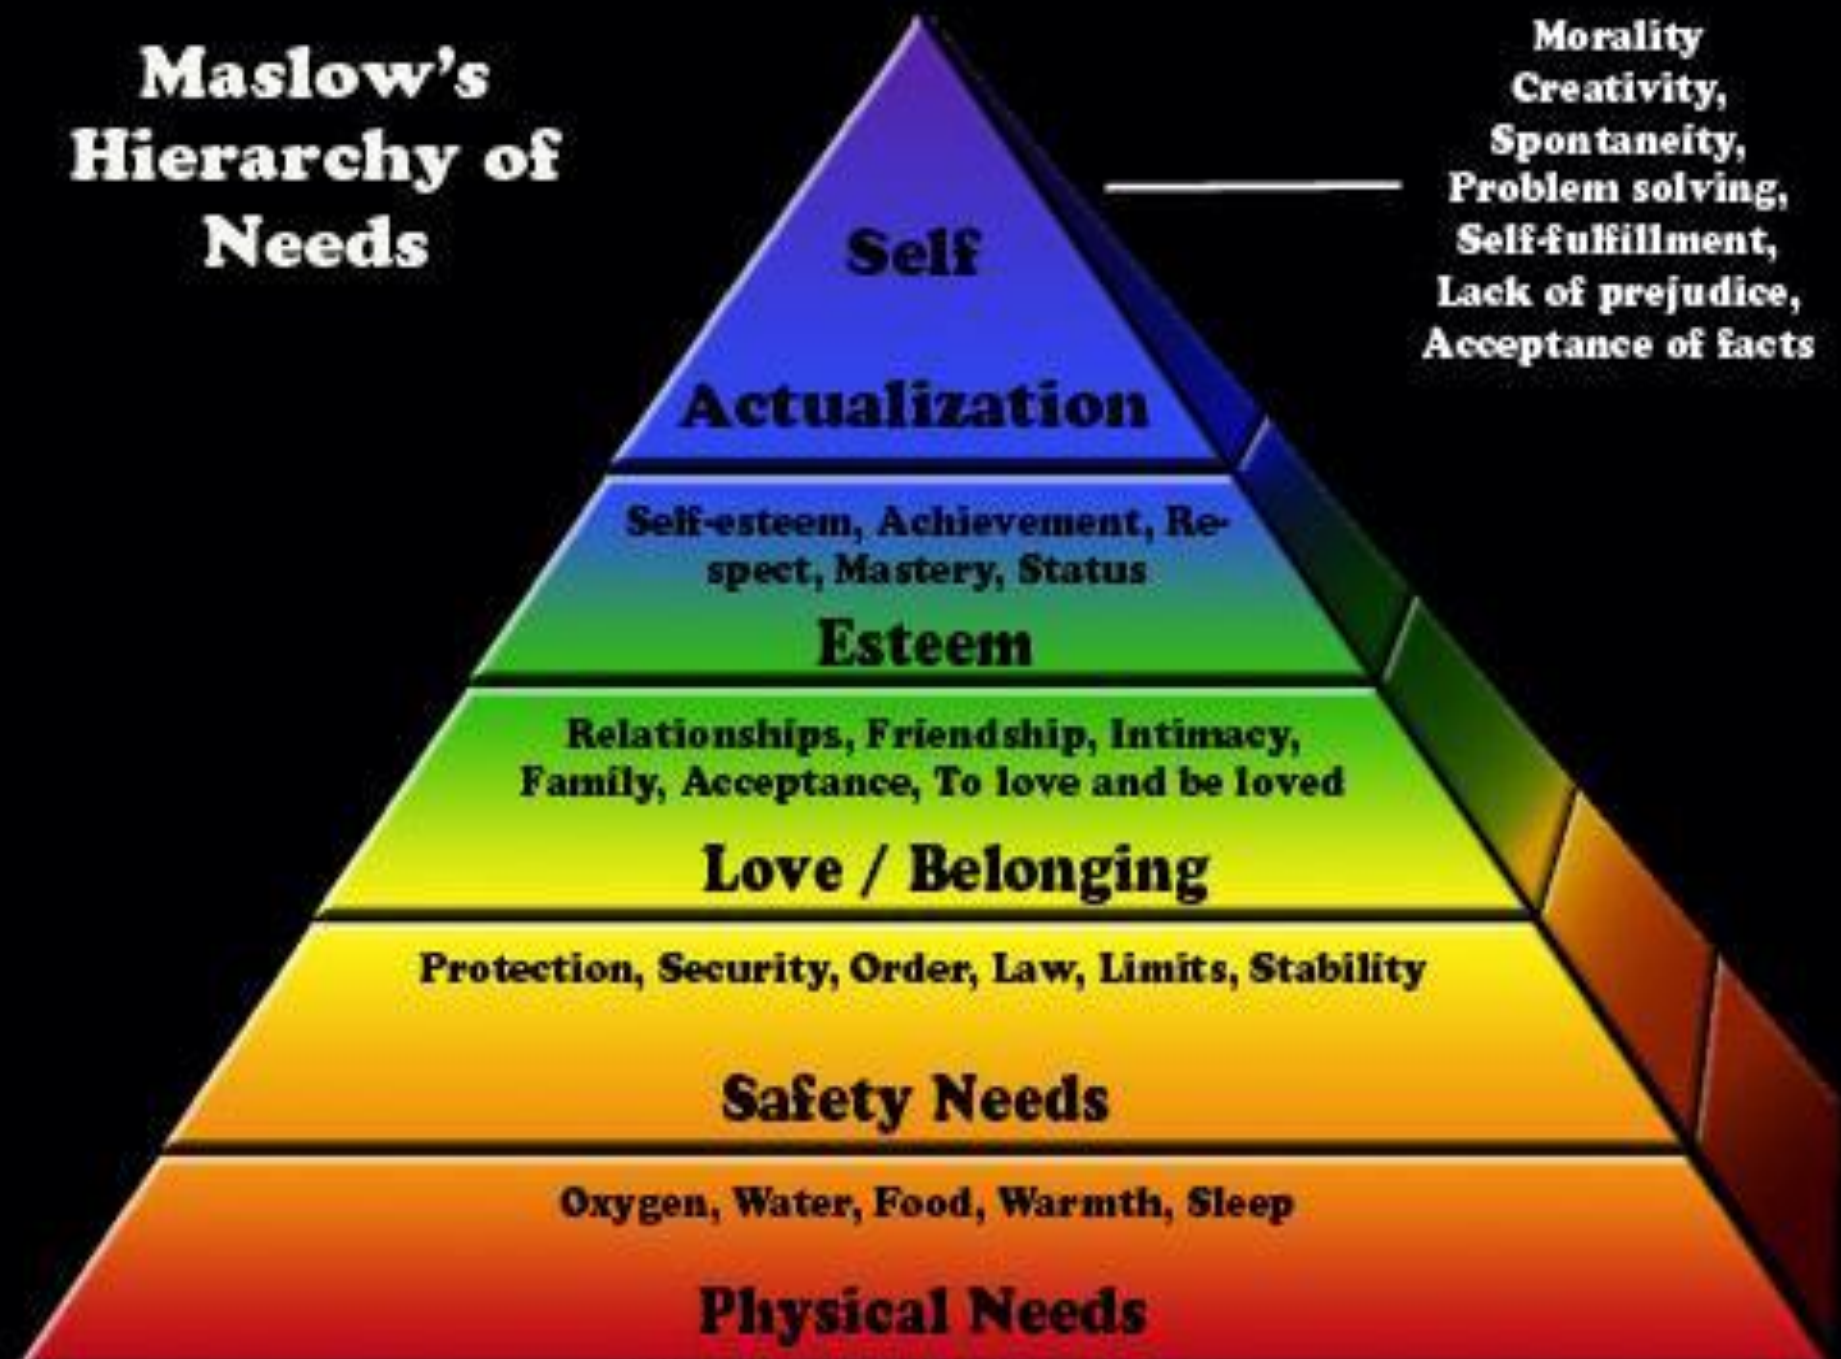 Maslow's
Hierarchy of
Needs
Morality
Creativity,
Spontaneity,
Problem solving,
Self-fulfillment,
Lack of prejudice,
Acceptance of facts
Self
Actualization
Self-esteem, Achievement, Re-
spect, Mastery, Status
Esteem
Relationships, Friendship, Intimacy,
Family, Acceptance, To love and be loved
Love / Belonging
Protection, Security, Order, Law, Limits, Stability
Safety Needs
Oxygen, Water, Food, Warmth, Sleep
Physical Needs